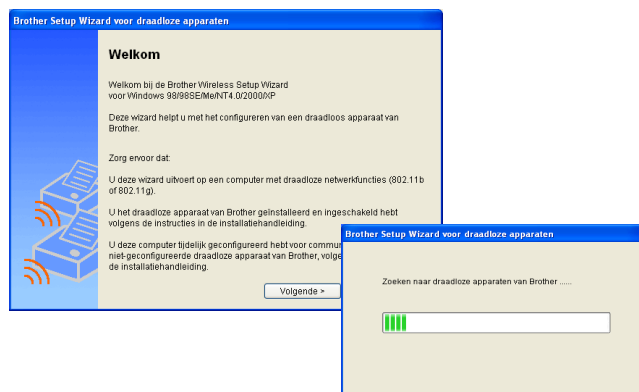 Brother Setup Wizard voor draadloze apparaten
Welkom
Welkom bij de Brother Wireless Setup Wizard
voor Windows 98/98SE/Me/NT4.0/2000/XP
Deze wizard helpt u met het configureren van een draadloos apparaat van
Brother.
Zorg ervoor dat:
U deze wizard uitvoert op een computer met draadloze netwerkfuncties (802.11b
of 802.11g).
U het draadloze apparaat van Brother geïnstalleerd en ingeschakeld hebt
volgens de instructies in de installatiehandleiding.
U deze computer tijdelijk geconfigureerd hebt voor
niet-geconfigureerde draadloze apparaat van Brother,
de installatiehandleiding.
Volgende >
Brother Setup Wizard voor draadloze apparaten
Zoeken naar draadloze apparaten van Brother ......